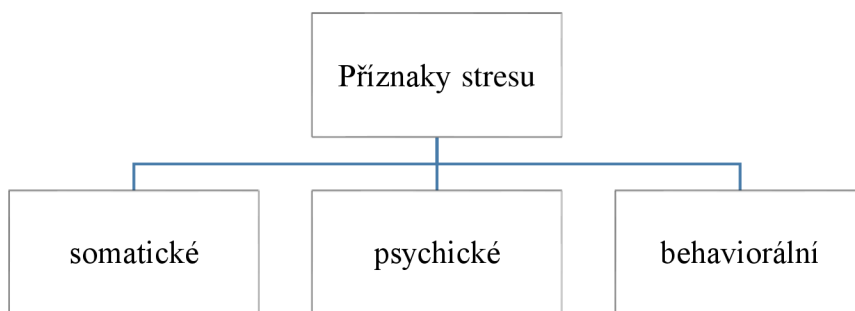 Příznaky stresu
somatické
psychické
behaviorální